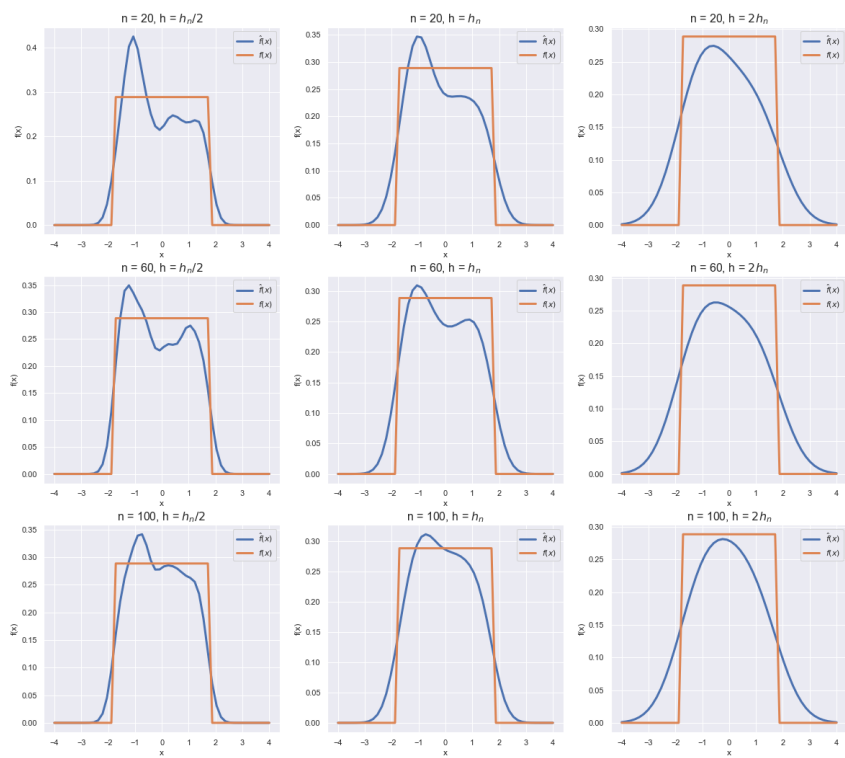 n = 20, h = hₙ/2
f̂(x)
f(x)
0.4
0.3
0.2
0.1
0.0
f(x)
−4 −3 −2 −1 0 1 2 3 4
x
n = 20, h = hₙ
f̂(x)
f(x)
0.35
0.30
0.25
0.20
0.15
0.10
0.05
0.00
f(x)
−4 −3 −2 −1 0 1 2 3 4
x
n = 20, h = 2hₙ
f̂(x)
f(x)
0.30
0.25
0.20
0.15
0.10
0.05
0.00
f(x)
−4 −3 −2 −1 0 1 2 3 4
x
n = 60, h = hₙ/2
f̂(x)
f(x)
0.35
0.30
0.25
0.20
0.15
0.10
0.05
0.00
f(x)
−4 −3 −2 −1 0 1 2 3 4
x
n = 60, h = hₙ
f̂(x)
f(x)
0.30
0.25
0.20
0.15
0.10
0.05
0.00
f(x)
−4 −3 −2 −1 0 1 2 3 4
x
n = 60, h = 2hₙ
f̂(x)
f(x)
0.30
0.25
0.20
0.15
0.10
0.05
0.00
f(x)
−4 −3 −2 −1 0 1 2 3 4
x
n = 100, h = hₙ/2
f̂(x)
f(x)
0.35
0.30
0.25
0.20
0.15
0.10
0.05
0.00
f(x)
−4 −3 −2 −1 0 1 2 3 4
x
n = 100, h = hₙ
f̂(x)
f(x)
0.30
0.25
0.20
0.15
0.10
0.05
0.00
f(x)
−4 −3 −2 −1 0 1 2 3 4
x
n = 100, h = 2hₙ
f̂(x)
f(x)
0.30
0.25
0.20
0.15
0.10
0.05
0.00
f(x)
−4 −3 −2 −1 0 1 2 3 4
x